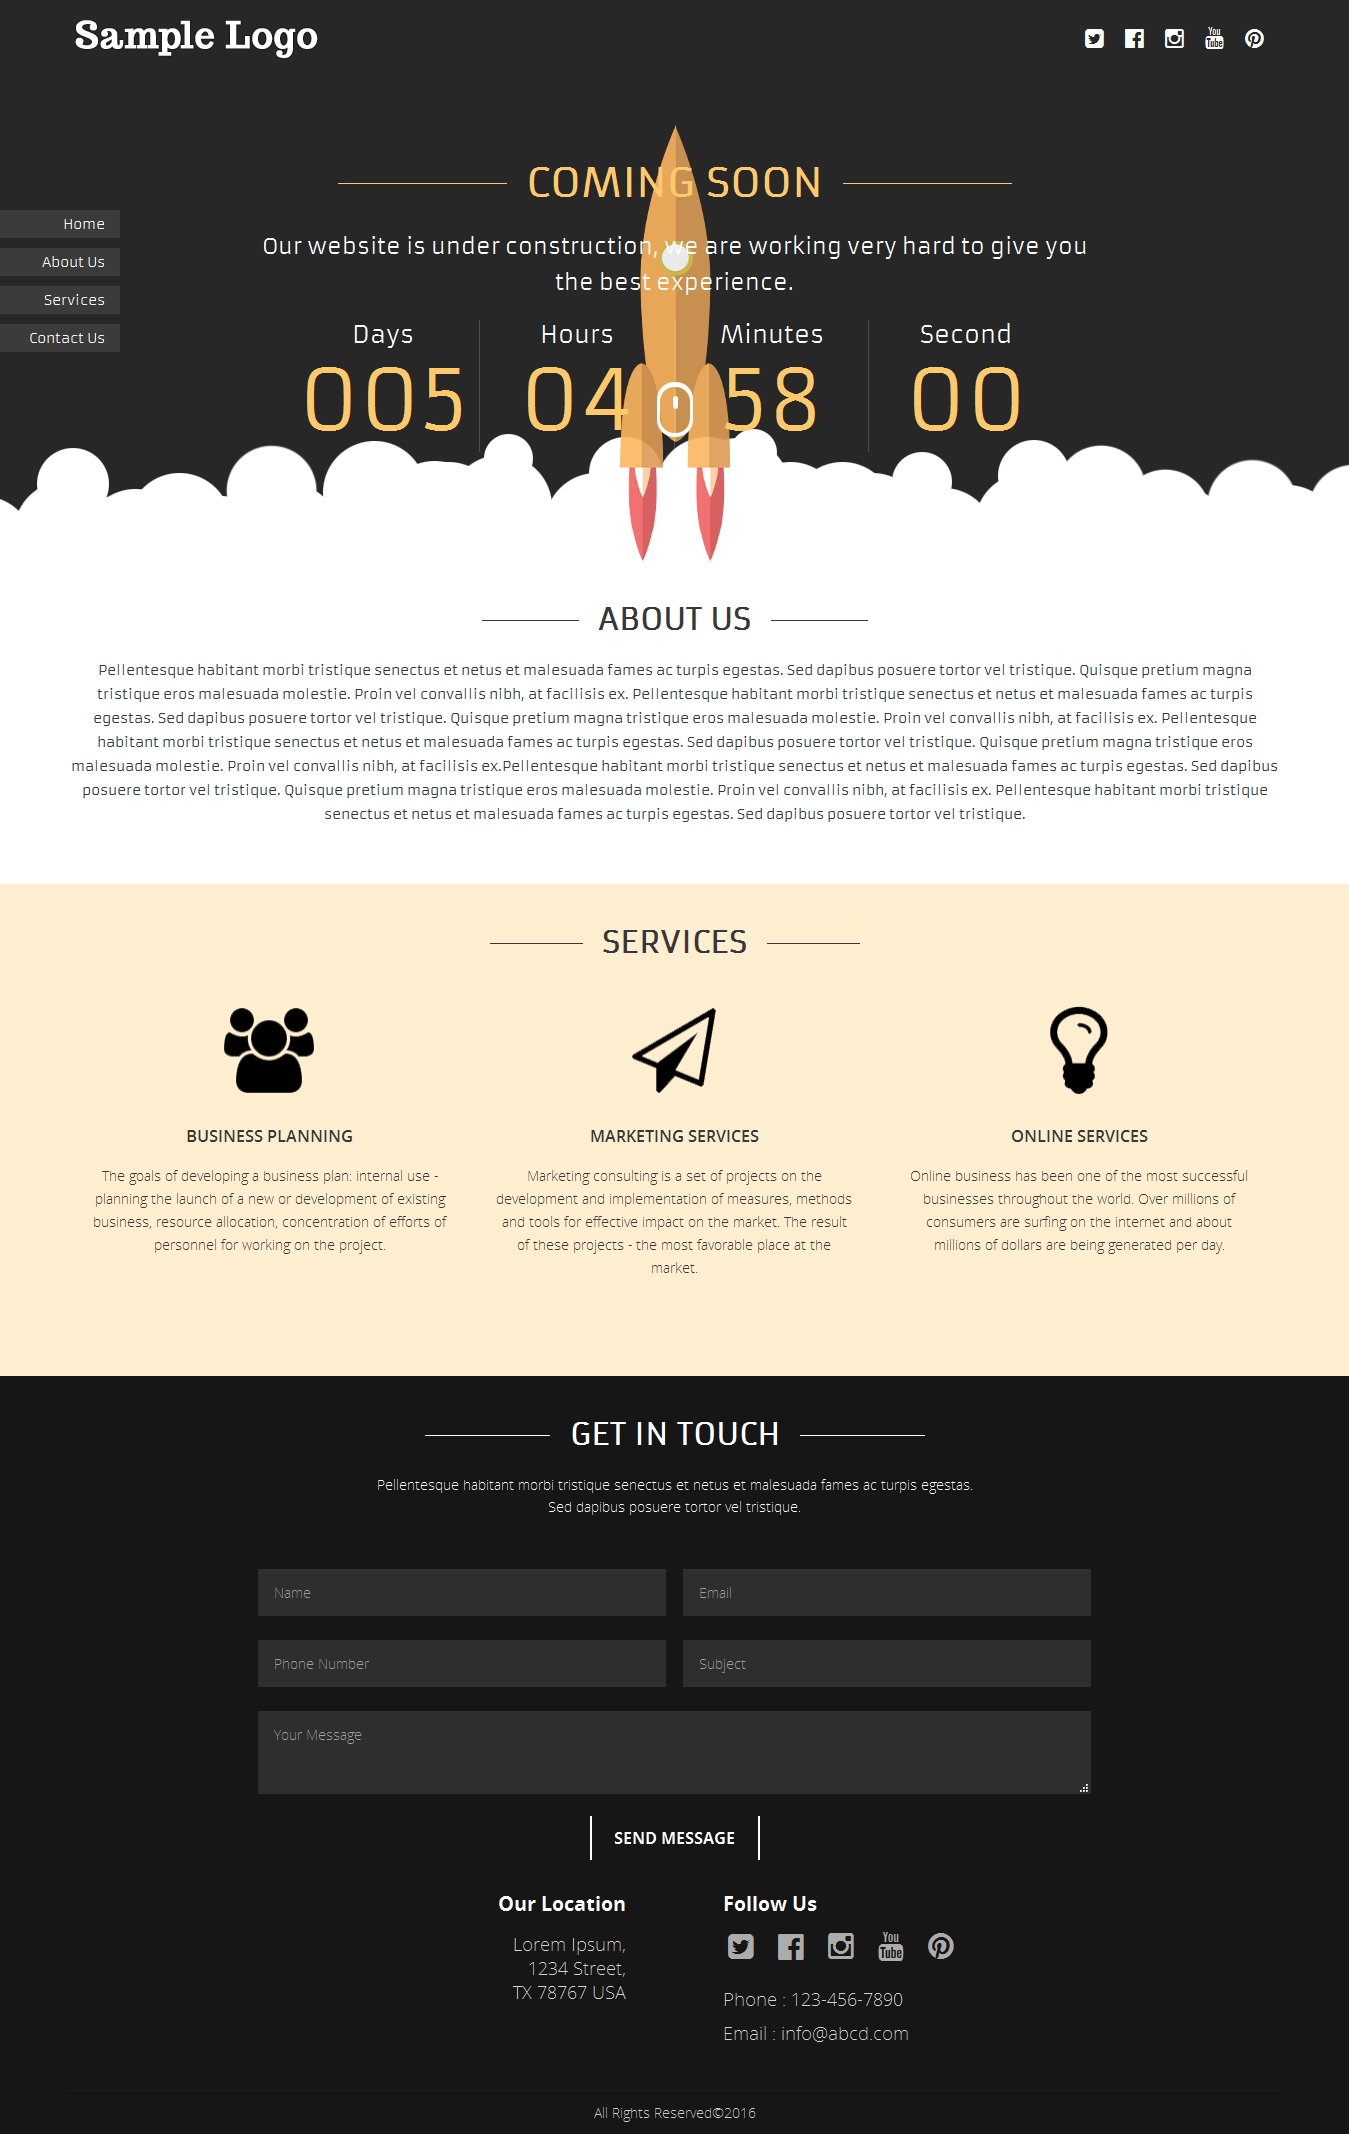 Sample Logo
You
Tube
COMING SOON
Our website is under construction, we are working very hard to give you
the best experience.
Home
About Us
Services
Contact Us
Days Hours Minutes Second
005 04 58 00
ABOUT US
Pellentesque habitant morbi tristique senectus et netus et malesuada fames ac turpis egestas. Sed dapibus posuere tortor vel tristique. Quisque pretium magna
tristique eros malesuada molestie. Proin vel convallis nibh, at facilisis ex. Pellentesque habitant morbi tristique senectus et netus et malesuada fames ac turpis
egestas. Sed dapibus posuere tortor vel tristique. Quisque pretium magna tristique eros malesuada molestie. Proin vel convallis nibh, at facilisis ex. Pellentesque
habitant morbi tristique senectus et netus et malesuada fames ac turpis egestas. Sed dapibus posuere tortor vel tristique. Quisque pretium magna tristique eros
malesuada molestie. Proin vel convallis nibh, at facilisis ex.Pellentesque habitant morbi tristique senectus et netus et malesuada fames ac turpis egestas. Sed dapibus
posuere tortor vel tristique. Quisque pretium magna tristique eros malesuada molestie. Proin vel convallis nibh, at facilisis ex. Pellentesque habitant morbi tristique
senectus et netus et malesuada fames ac turpis egestas. Sed dapibus posuere tortor vel tristique.
SERVICES
BUSINESS PLANNING
The goals of developing a business plan: internal use -
planning the launch of a new or development of existing
business, resource allocation, concentration of efforts of
personnel for working on the project.
MARKETING SERVICES
Marketing consulting is a set of projects on the
development and implementation of measures, methods
and tools for effective impact on the market. The result
of these projects - the most favorable place at the
market.
ONLINE SERVICES
Online business has been one of the most successful
businesses throughout the world. Over millions of
consumers are surfing on the internet and about
millions of dollars are being generated per day.
GET IN TOUCH
Pellentesque habitant morbi tristique senectus et netus et malesuada fames ac turpis egestas.
Sed dapibus posuere tortor vel tristique.
Name
Email
Phone Number
Subject
Your Message
SEND MESSAGE
Our Location
Lorem Ipsum,
1234 Street,
TX 78767 USA
Follow Us
You
Tube
Phone : 123-456-7890
Email : info@abcd.com
All Rights Reserved©2016